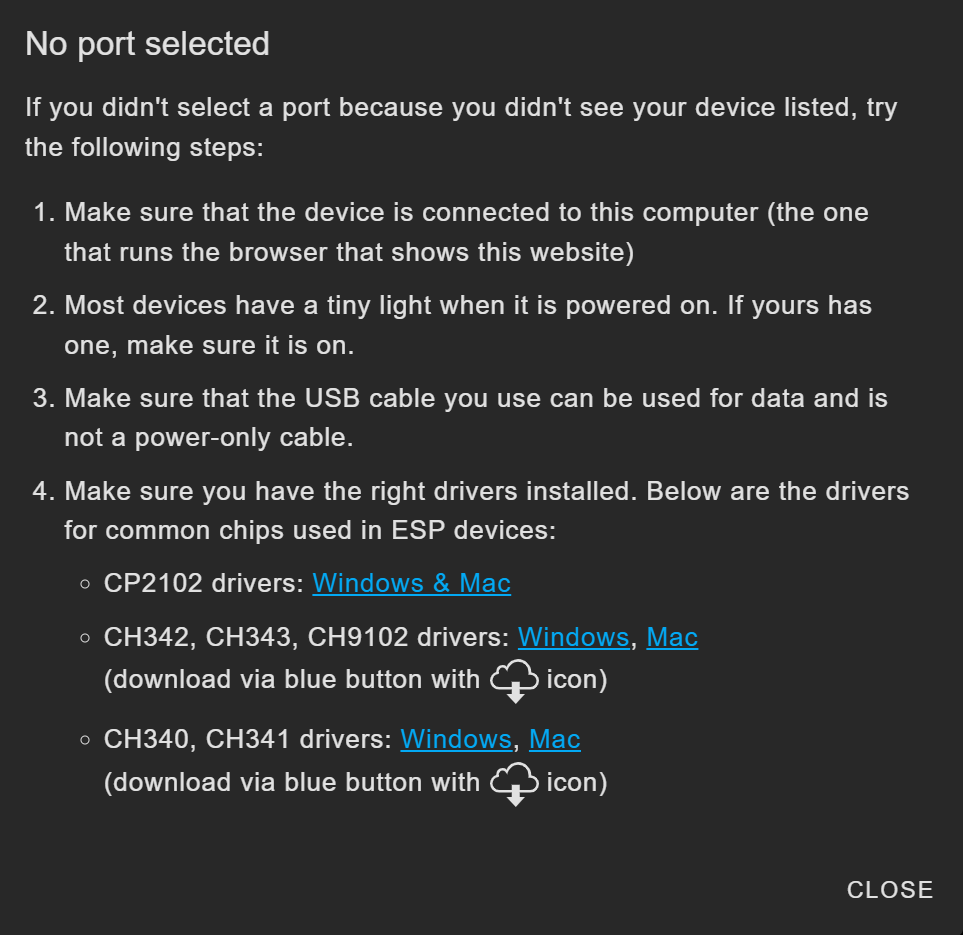 No port selected
If you didn't select a port because you didn't see your device listed, try
the following steps:
1. Make sure that the device is connected to this computer (the one
that runs the browser that shows this website)
2. Most devices have a tiny light when it is powered on. If yours has
one, make sure it is on.
3. Make sure that the USB cable you use can be used for data and is
not a power-only cable.
4. Make sure you have the right drivers installed. Below are the drivers
for common chips used in ESP devices:
◦ CP2102 drivers: Windows & Mac
◦ CH342, CH343, CH9102 drivers: Windows, Mac
(download via blue button with icon)
◦ CH340, CH341 drivers: Windows, Mac
(download via blue button with icon)
CLOSE